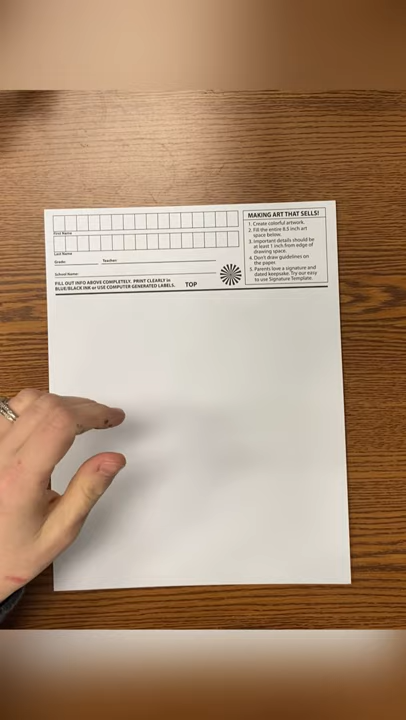 First Name
Last Name
Grade: Teacher:
School Name:
FILL OUT INFO ABOVE COMPLETELY. PRINT CLEARLY in
BLUE/BLACK INK or USE COMPUTER GENERATED LABELS.
TOP
MAKING ART THAT SELLS!
1. Create colorful artwork.
2. Fill the entire 8.5 inch art
space below.
3. Important details should be
at least 1 inch from edge of
drawing space.
4. Don't draw guidelines on
the paper.
5. Parents love a signature and
dated keepsake. Try our easy
to use Signature Template.